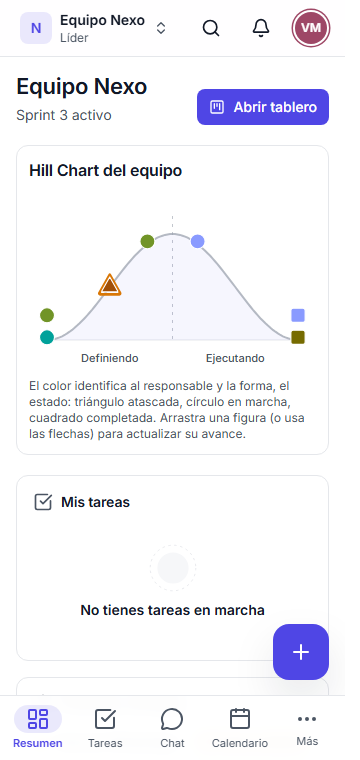 N
Equipo Nexo
Líder
VM
Equipo Nexo
Sprint 3 activo
Abrir tablero
Hill Chart del equipo
Definiendo
Ejecutando
El color identifica al responsable y la forma, el
estado: triángulo atascada, círculo en marcha,
cuadrado completada. Arrastra una figura (o usa
las flechas) para actualizar su avance.
Mis tareas
No tienes tareas en marcha
Resumen
Tareas
Chat
Calendario
Más